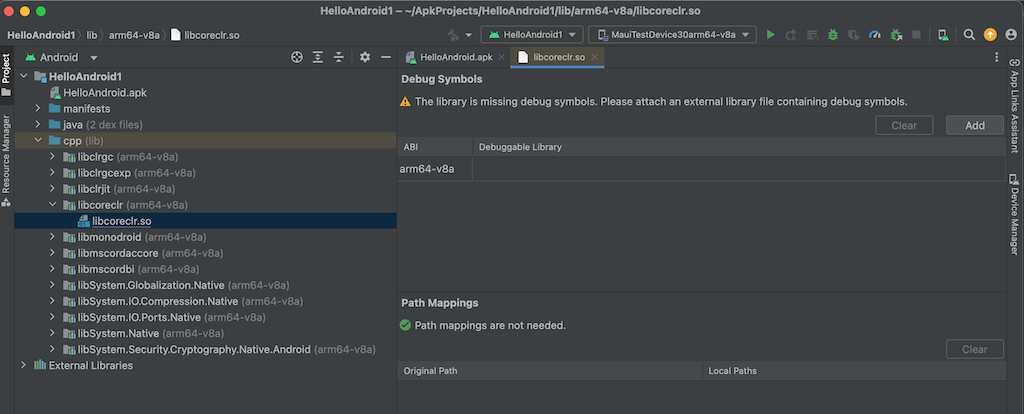 HelloAndroid1 – ~/ApkProjects/HelloAndroid1/lib/arm64-v8a/libcoreclr.so
HelloAndroid1 〉 lib 〉 arm64-v8a 〉 libcoreclr.so
HelloAndroid1
MauiTestDevice30arm64-v8a
Project
Resource Manager
Android
HelloAndroid1
HelloAndroid.apk
manifests
java (2 dex files)
cpp (lib)
libclrgc (arm64-v8a)
libclrgcexp (arm64-v8a)
libclrjit (arm64-v8a)
libcoreclr (arm64-v8a)
libcoreclr.so
libmonodroid (arm64-v8a)
libmscordaccore (arm64-v8a)
libmscordbi (arm64-v8a)
libSystem.Globalization.Native (arm64-v8a)
libSystem.IO.Compression.Native (arm64-v8a)
libSystem.IO.Ports.Native (arm64-v8a)
libSystem.Native (arm64-v8a)
libSystem.Security.Cryptography.Native.Android (arm64-v8a)
External Libraries
HelloAndroid.apk
libcoreclr.so
Debug Symbols
The library is missing debug symbols. Please attach an external library file containing debug symbols.
Clear
Add
ABI
Debuggable Library
arm64-v8a
Path Mappings
Path mappings are not needed.
Clear
Original Path
Local Paths
App Links Assistant
Device Manager